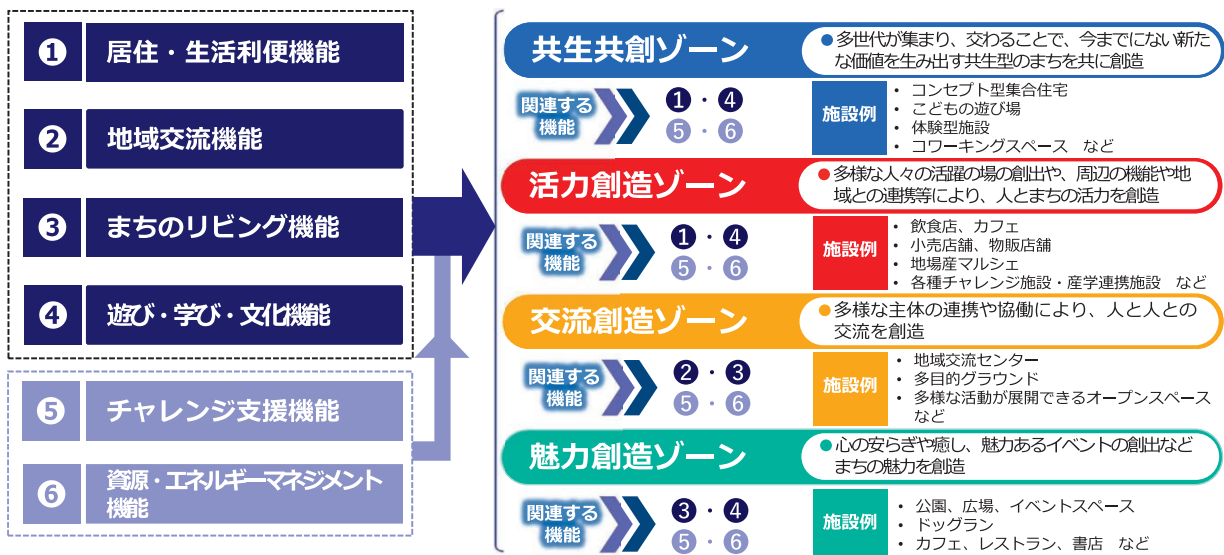 ❶ 居住・生活利便機能
❷ 地域交流機能
❸ まちのリビング機能
❹ 遊び・学び・文化機能
❺ チャレンジ支援機能
❻ 資源・エネルギーマネジメント
機能
共生共創ゾーン
●多世代が集まり、交わることで、今までにない新た
な価値を生み出す共生型のまちを共に創造
関連する
機能
❶・❹
⑤・⑥
施設例
• コンセプト型集合住宅
• こどもの遊び場
• 体験型施設
• コワーキングスペース　など
活力創造ゾーン
●多様な人々の活躍の場の創出や、周辺の機能や地
域との連携等により、人とまちの活力を創造
関連する
機能
❶・❹
⑤・⑥
施設例
• 飲食店、カフェ
• 小売店舗、物販店舗
• 地場産マルシェ
• 各種チャレンジ施設・産学連携施設　など
交流創造ゾーン
●多様な主体の連携や協働により、人と人との
交流を創造
関連する
機能
❷・❸
⑤・⑥
施設例
• 地域交流センター
• 多目的グラウンド
• 多様な活動が展開できるオープンスペース
など
魅力創造ゾーン
●心の安らぎや癒し、魅力あるイベントの創出など
まちの魅力を創造
関連する
機能
❸・❹
⑤・⑥
施設例
• 公園、広場、イベントスペース
• ドッグラン
• カフェ、レストラン、書店　など